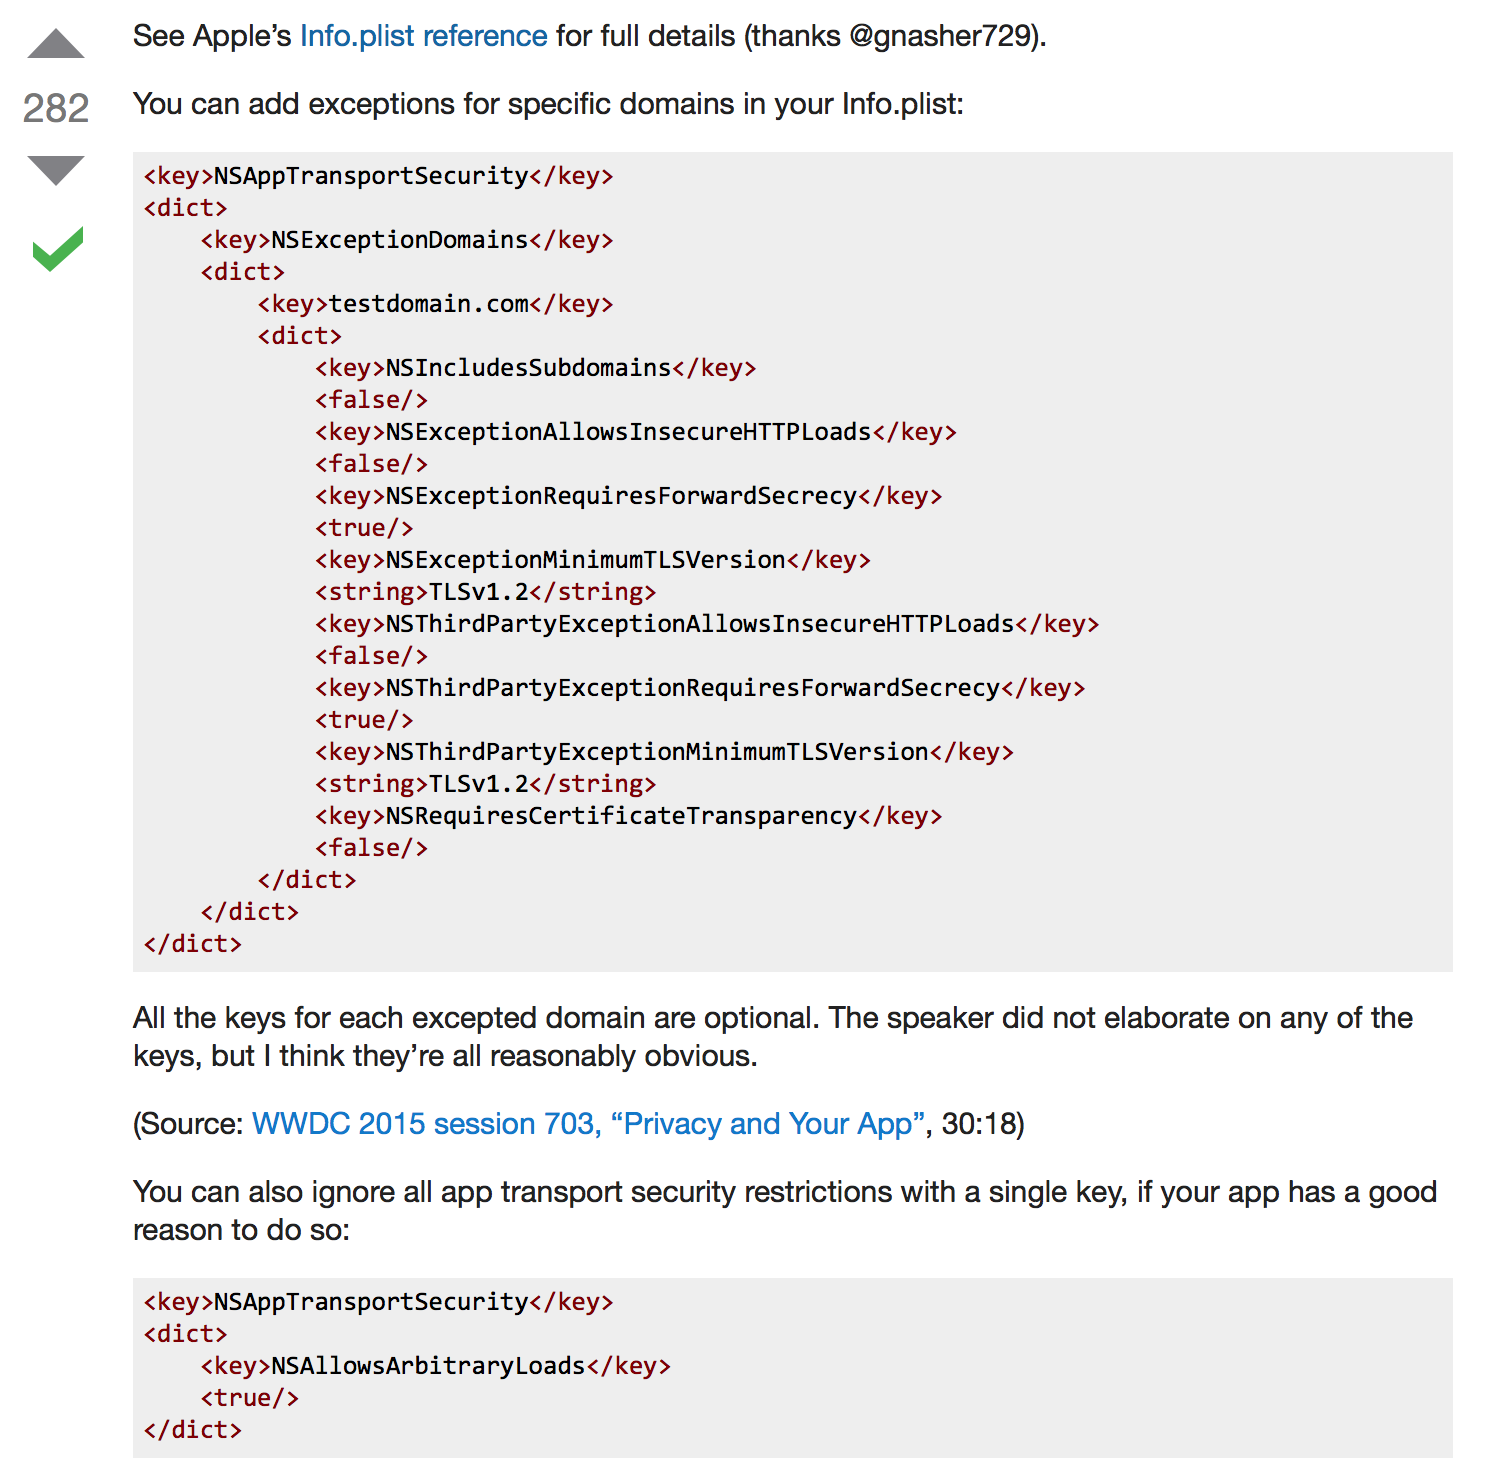 See Apple’s Info.plist reference for full details (thanks @gnasher729).
282
You can add exceptions for specific domains in your Info.plist:
<key>NSAppTransportSecurity</key>
<dict>
    <key>NSExceptionDomains</key>
    <dict>
        <key>testdomain.com</key>
        <dict>
            <key>NSIncludesSubdomains</key>
            <false/>
            <key>NSExceptionAllowsInsecureHTTPLoads</key>
            <false/>
            <key>NSExceptionRequiresForwardSecrecy</key>
            <true/>
            <key>NSExceptionMinimumTLSVersion</key>
            <string>TLSv1.2</string>
            <key>NSThirdPartyExceptionAllowsInsecureHTTPLoads</key>
            <false/>
            <key>NSThirdPartyExceptionRequiresForwardSecrecy</key>
            <true/>
            <key>NSThirdPartyExceptionMinimumTLSVersion</key>
            <string>TLSv1.2</string>
            <key>NSRequiresCertificateTransparency</key>
            <false/>
        </dict>
    </dict>
</dict>
All the keys for each excepted domain are optional. The speaker did not elaborate on any of the
keys, but I think they’re all reasonably obvious.
(Source: WWDC 2015 session 703, “Privacy and Your App”, 30:18)
You can also ignore all app transport security restrictions with a single key, if your app has a good
reason to do so:
<key>NSAppTransportSecurity</key>
<dict>
    <key>NSAllowsArbitraryLoads</key>
    <true/>
</dict>